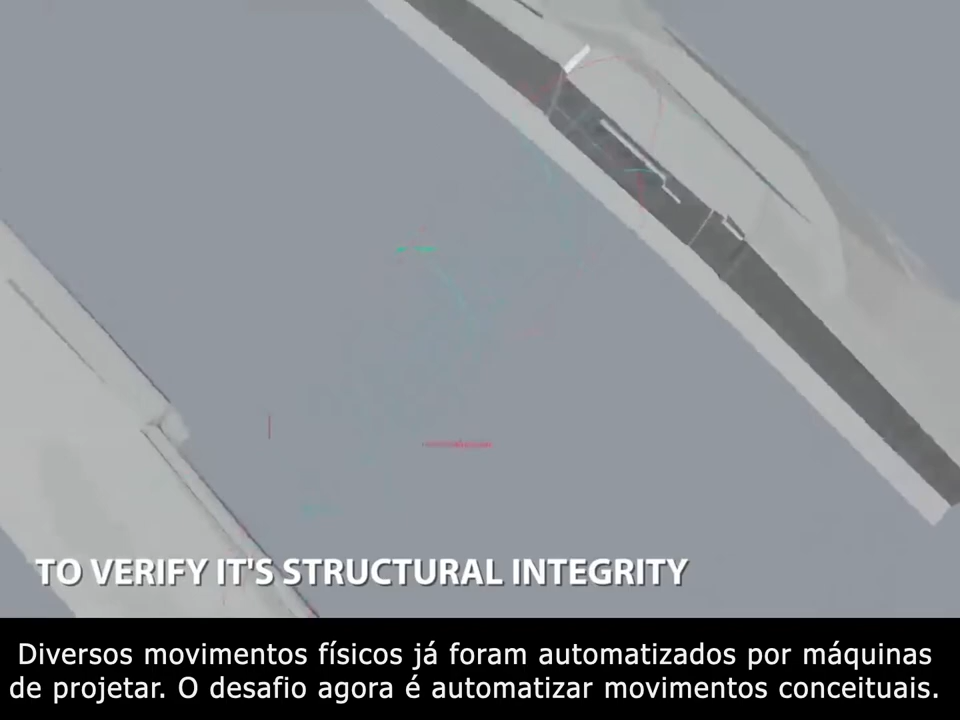 TO VERIFY IT'S STRUCTURAL INTEGRITY
Diversos movimentos físicos já foram automatizados por máquinas
de projetar. O desafio agora é automatizar movimentos conceituais.